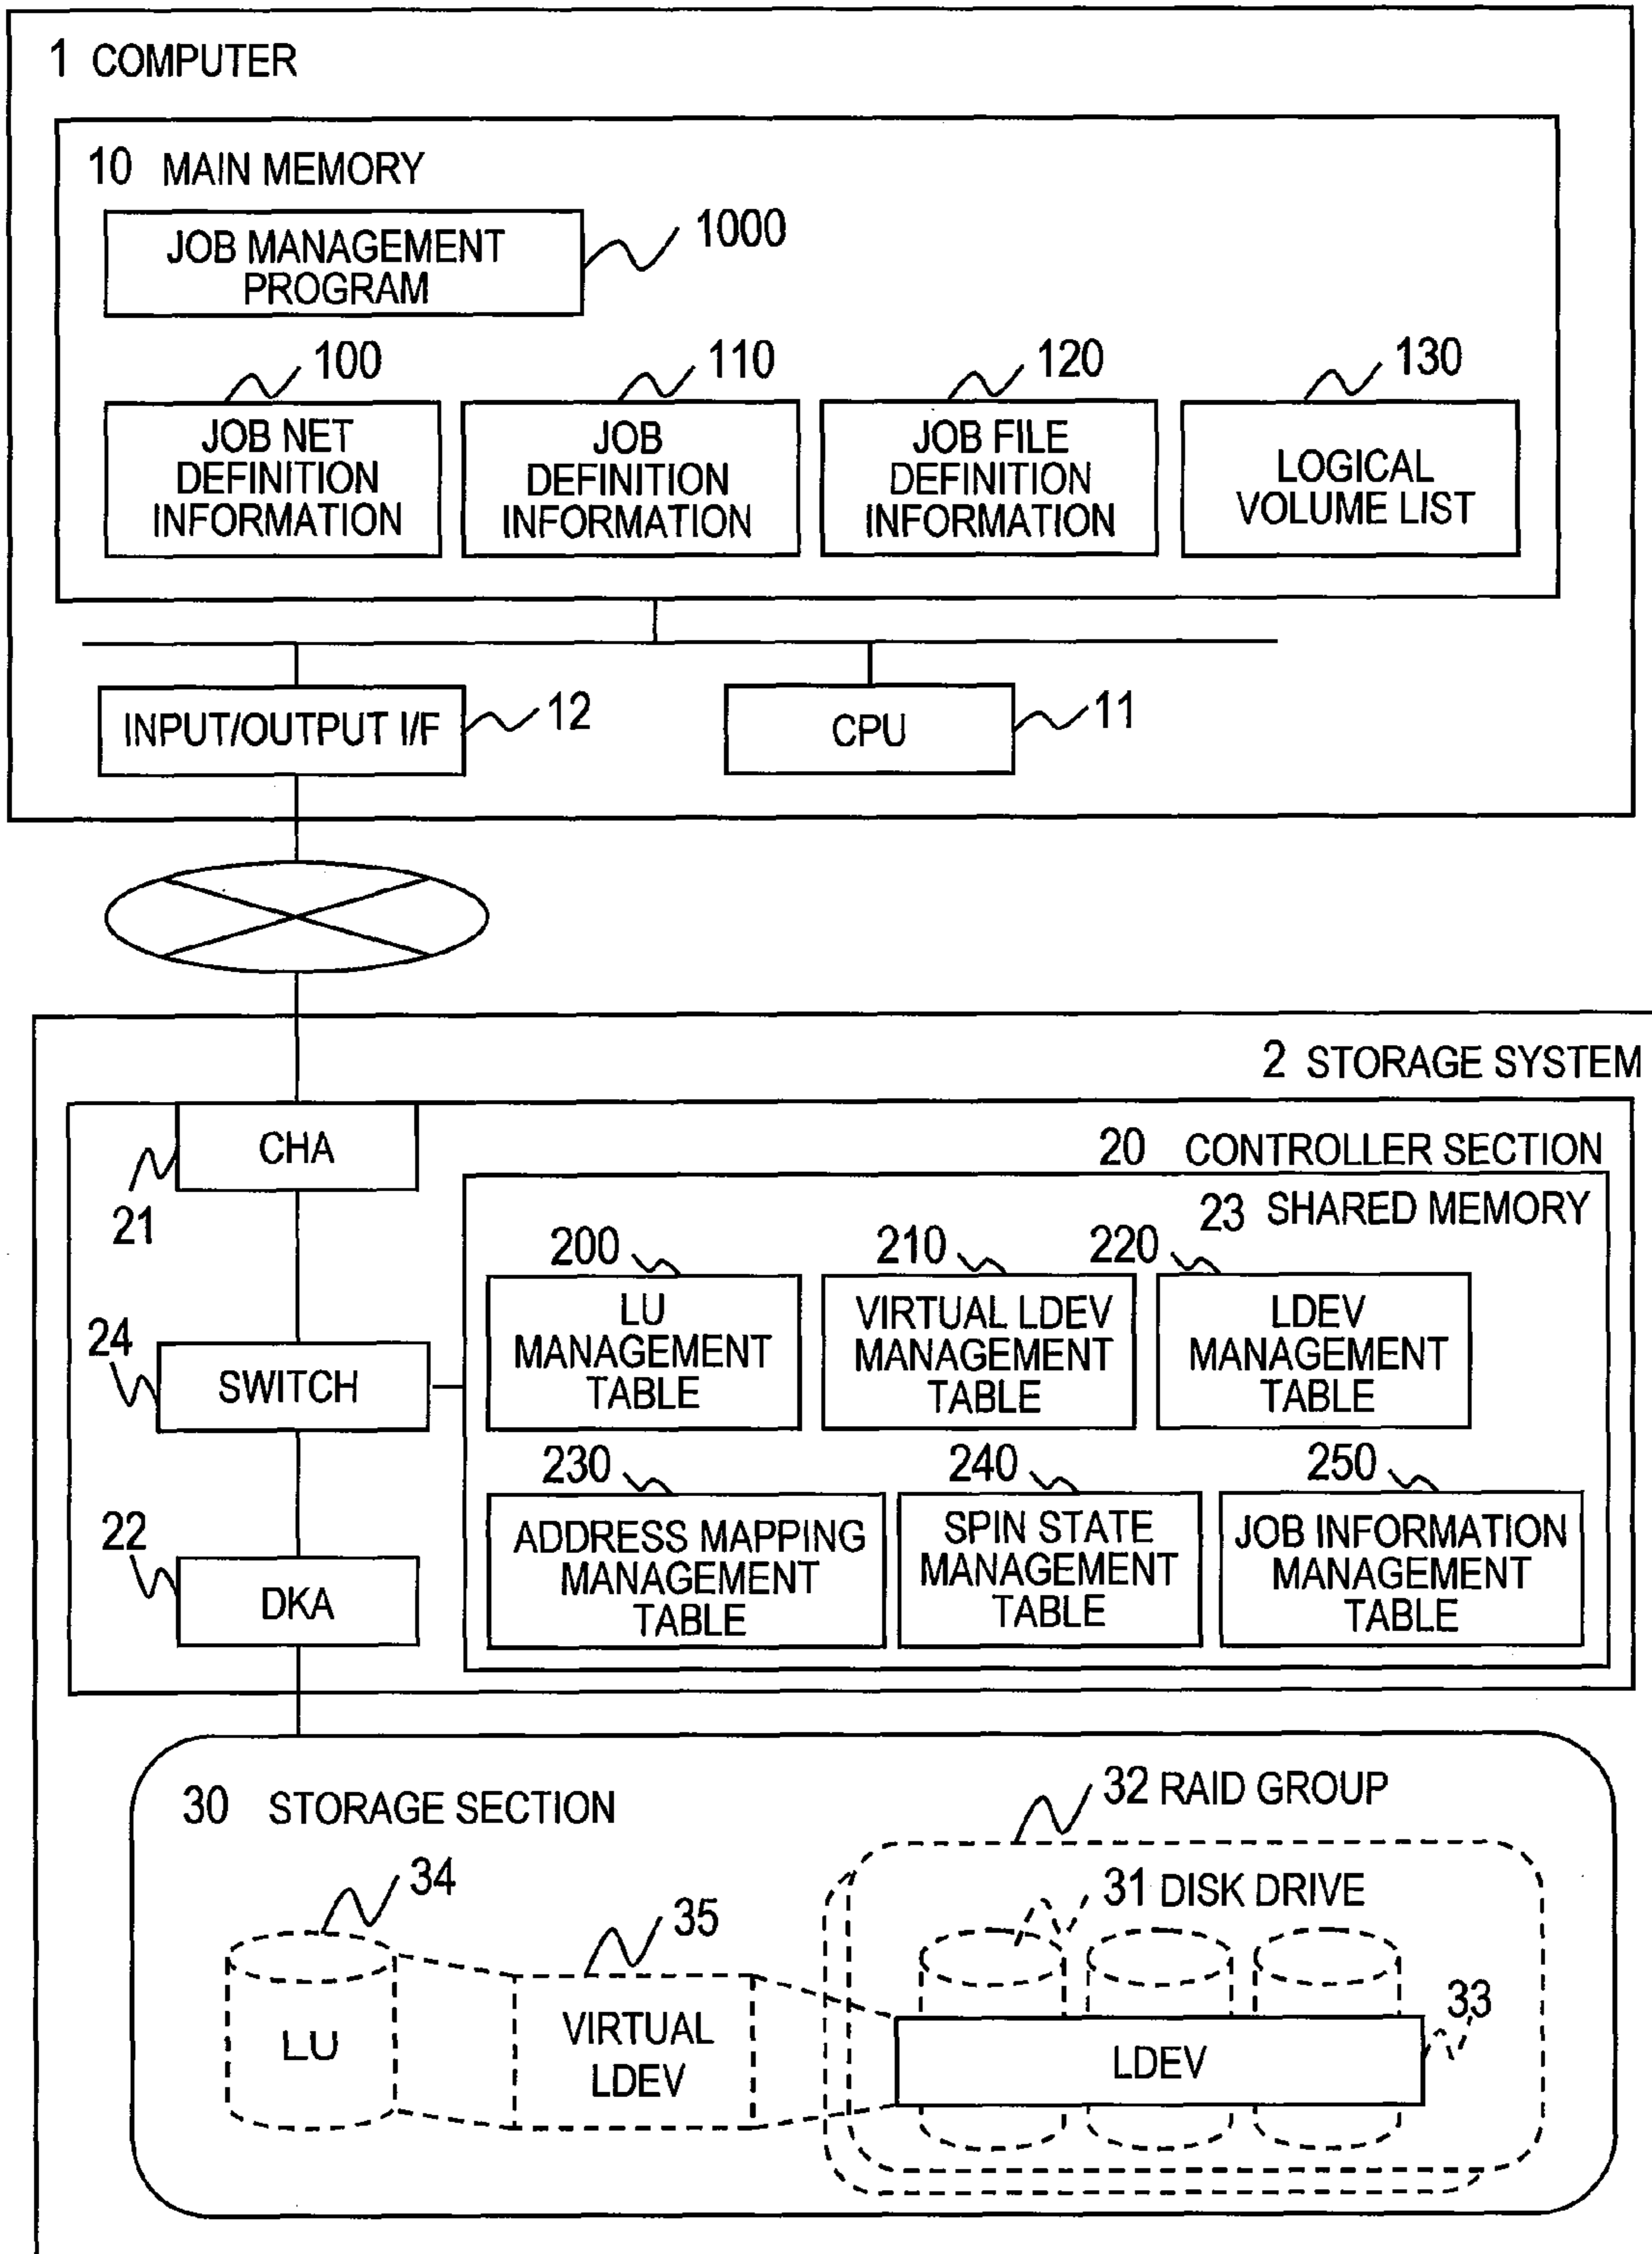 1 COMPUTER
10 MAIN MEMORY
JOB MANAGEMENT
PROGRAM
1000
100
110
120
130
JOB NET
DEFINITION
INFORMATION
JOB
DEFINITION
INFORMATION
JOB FILE
DEFINITION
INFORMATION
LOGICAL
VOLUME LIST
INPUT/OUTPUT I/F
12
CPU
11
2 STORAGE SYSTEM
CHA
21
20 CONTROLLER SECTION
23 SHARED MEMORY
200
210
220
LU
MANAGEMENT
TABLE
VIRTUAL LDEV
MANAGEMENT
TABLE
LDEV
MANAGEMENT
TABLE
24
SWITCH
230
240
250
ADDRESS MAPPING
MANAGEMENT
TABLE
SPIN STATE
MANAGEMENT
TABLE
JOB INFORMATION
MANAGEMENT
TABLE
22
DKA
30 STORAGE SECTION
32 RAID GROUP
34
35
31 DISK DRIVE
33
LU
VIRTUAL
LDEV
LDEV